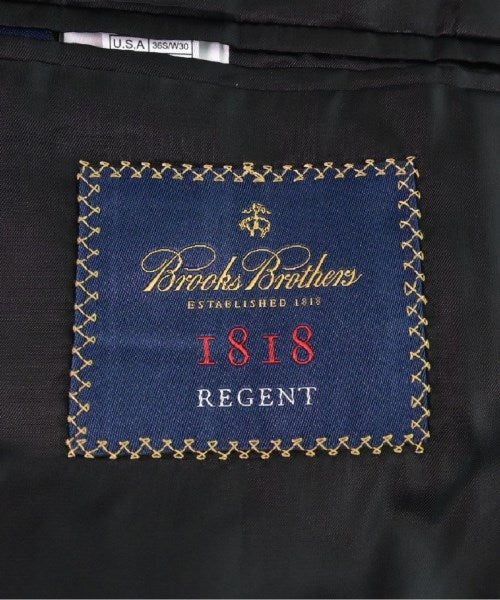 U.S.A 36S/W30
Brooks Brothers
ESTABLISHED 1818
1818
REGENT